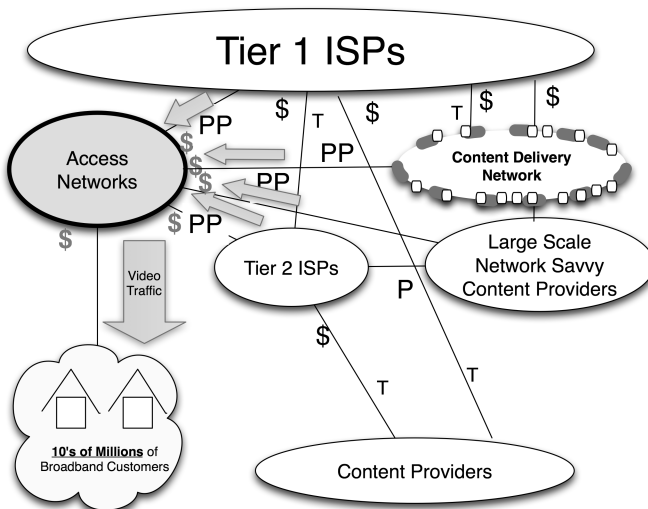 Tier 1 ISPs
$
$
$
$
T
T
PP
$
Access
Networks
PP
$
Content Delivery
Network
$
PP
$
PP
$
Large Scale
Network Savvy
Content Providers
Tier 2 ISPs
Video
Traffic
P
$
T
T
10's of Millions of
Broadband Customers
Content Providers